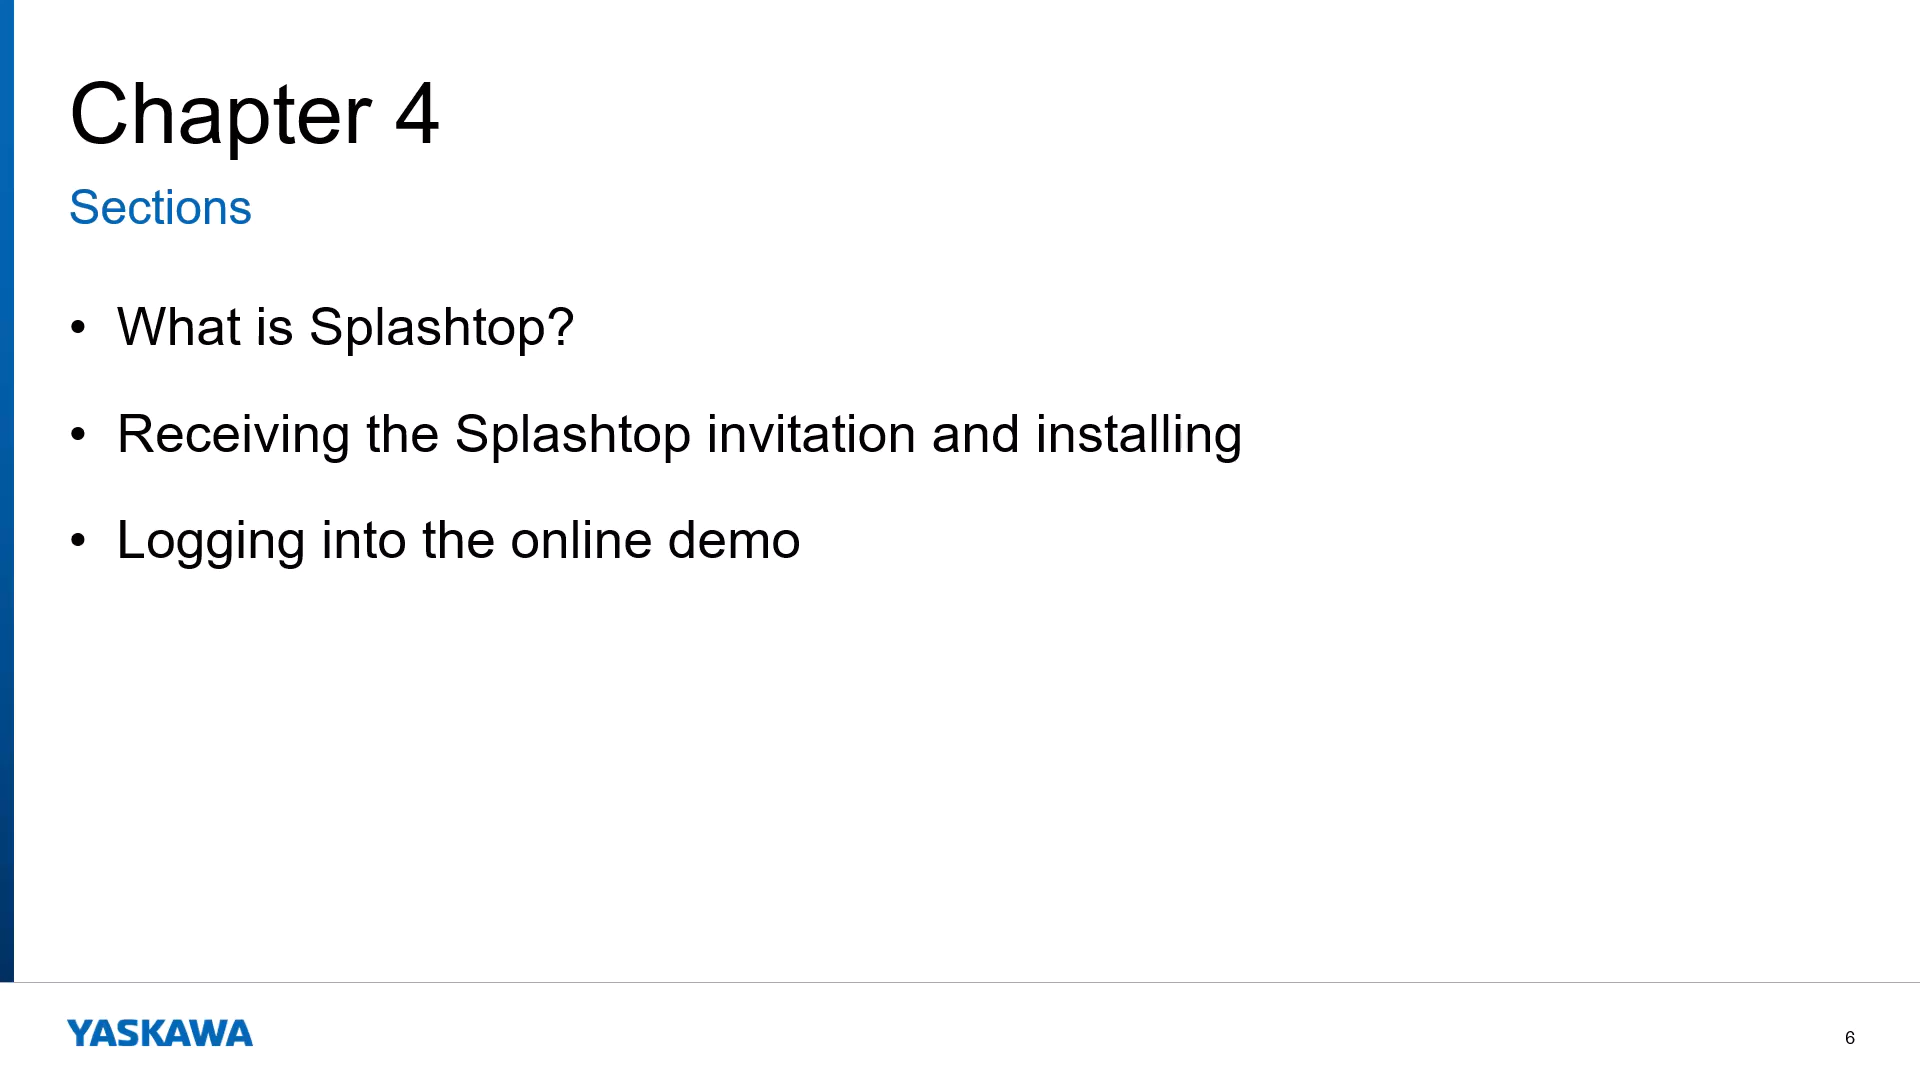 Chapter 4
Sections
• What is Splashtop?
• Receiving the Splashtop invitation and installing
• Logging into the online demo
YASKAWA
6